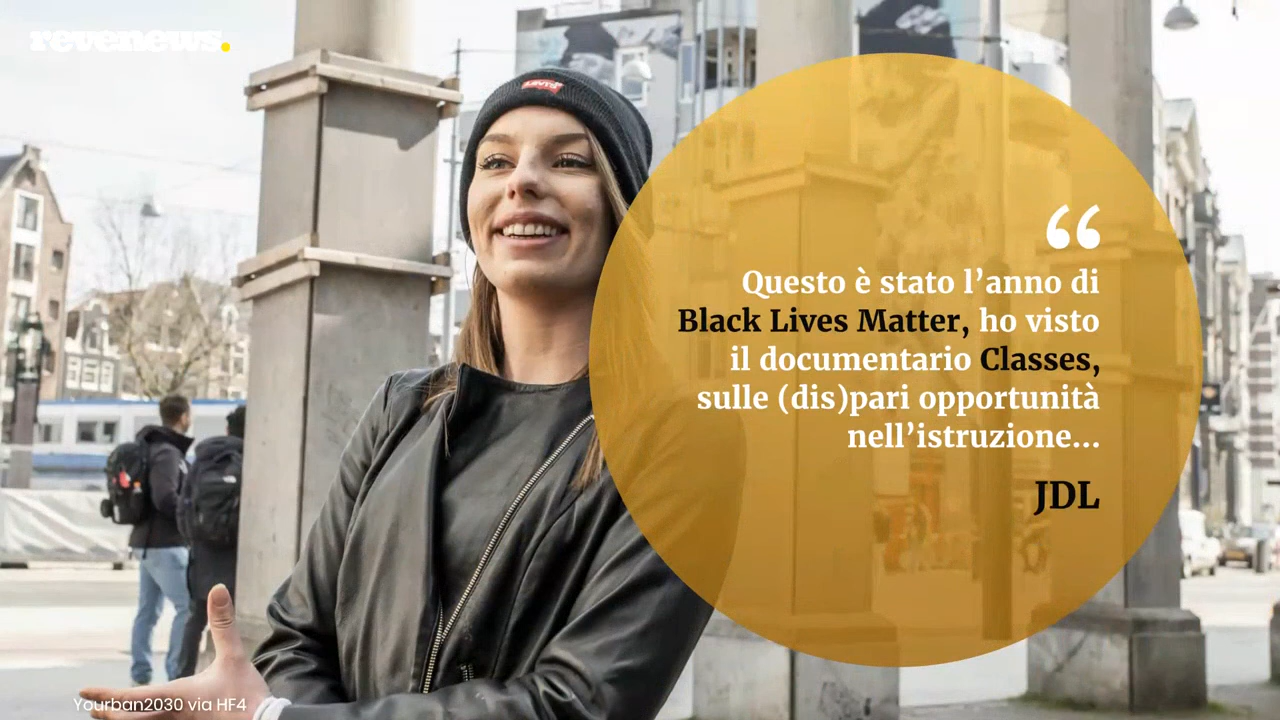 revenews.
LEVI'S
“
Questo è stato l’anno di
Black Lives Matter, ho visto
il documentario Classes,
sulle (dis)pari opportunità
nell’istruzione...
JDL
Yourban2030 via HF4